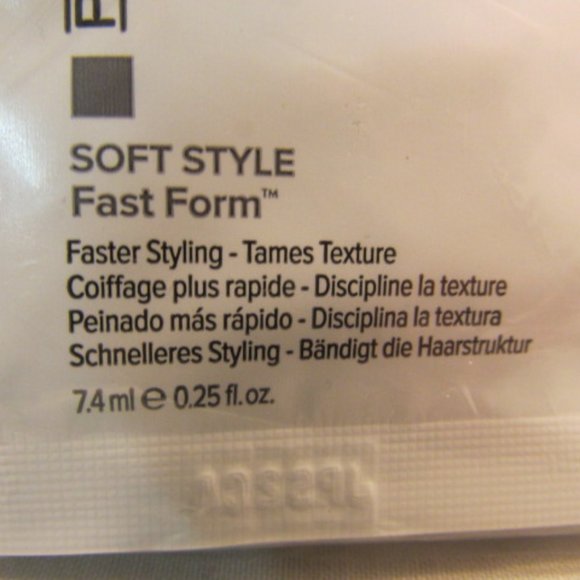 SOFT STYLE
Fast Form™
Faster Styling - Tames Texture
Coiffage plus rapide - Discipline la texture
Peinado más rápido - Disciplina la textura
Schnelleres Styling - Bändigt die Haarstruktur
7.4 ml ℮ 0.25 fl. oz.